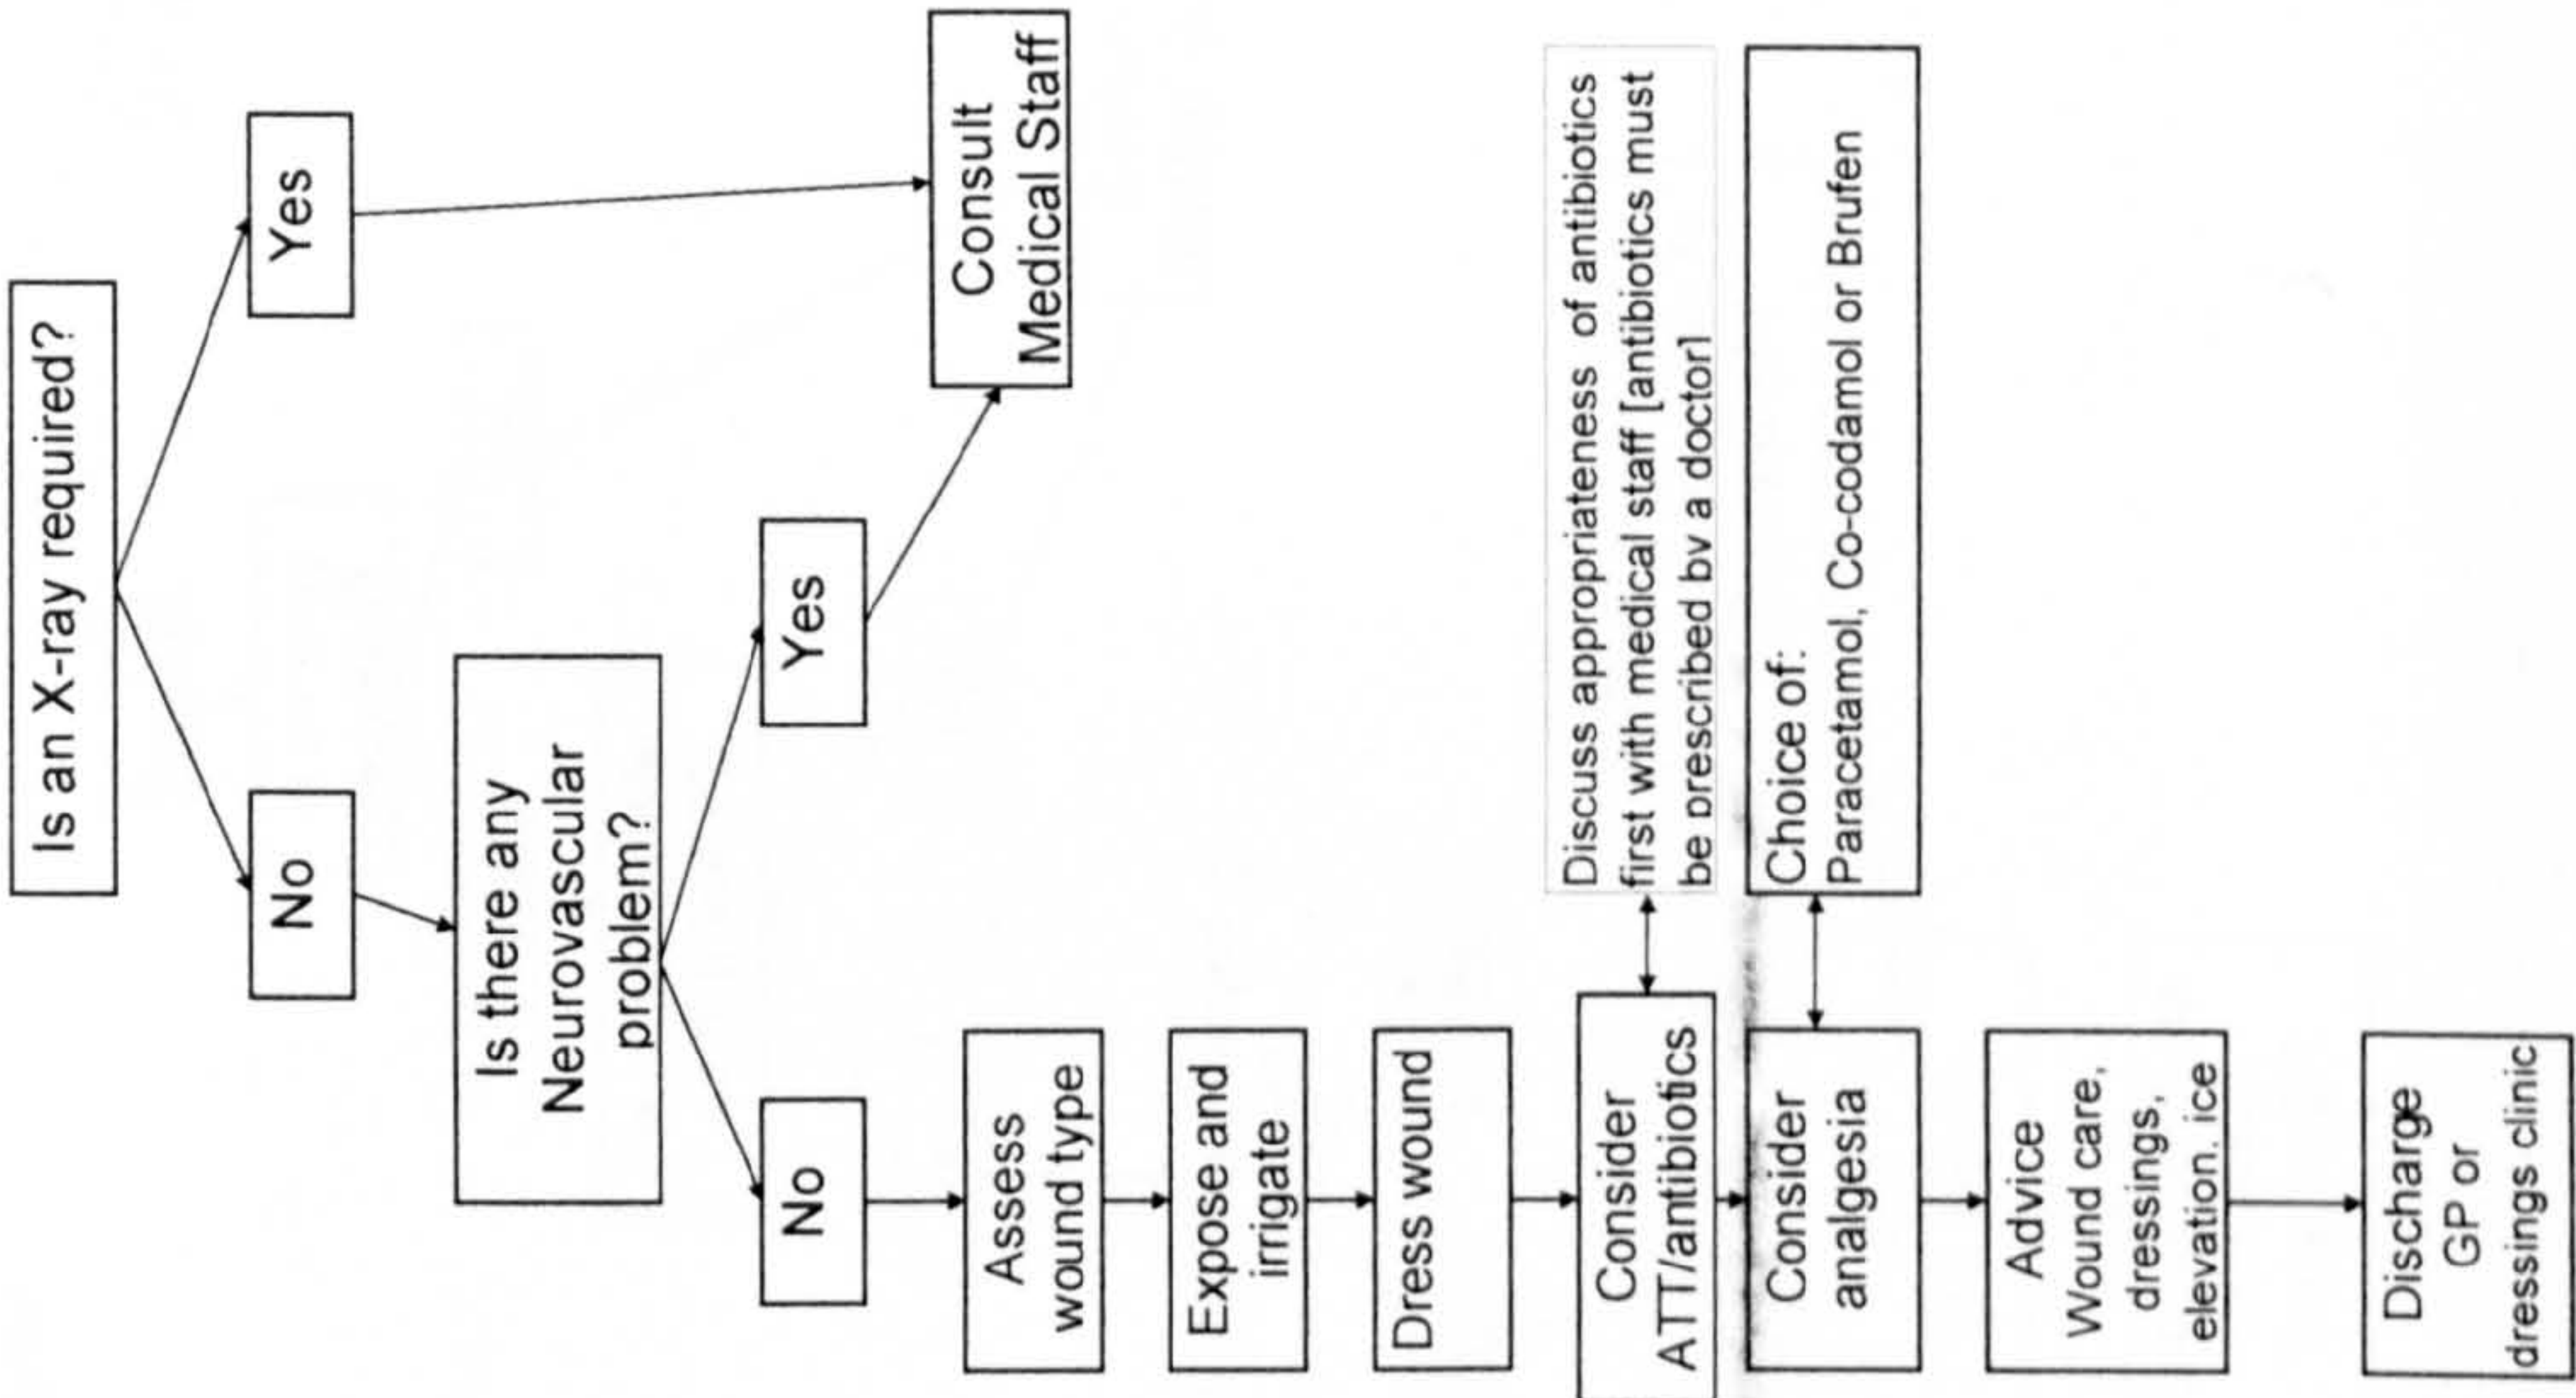 Is an X-ray required?
No
Yes
Is there any
Neurovascular
problem?
No
Yes
Consult
Medical Staff
Assess
wound type
Expose and
irrigate
Dress wound
Consider
ATT/antibiotics
Discuss appropriateness of antibiotics
first with medical staff [antibiotics must
be prescribed by a doctor]
Consider
analgesia
Choice of:
Paracetamol, Co-codamol or Brufen
Advice
Wound care,
dressings,
elevation. ice
Discharge
GP or
dressings clinic